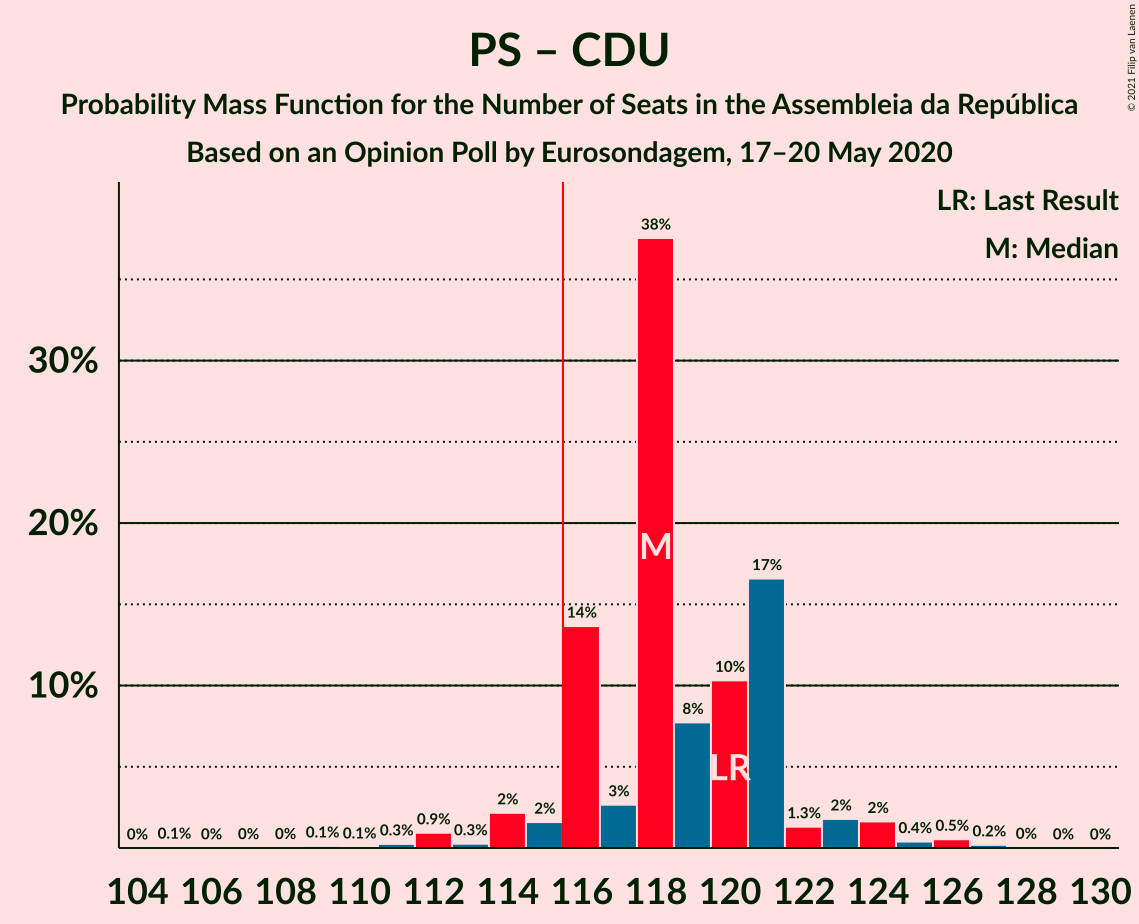 PS – CDU
Probability Mass Function for the Number of Seats in the Assembleia da República
Based on an Opinion Poll by Eurosondagem, 17–20 May 2020
© 2021 Filip van Laenen
LR: Last Result
M: Median
30%
20%
10%
0% 0.1% 0% 0% 0% 0.1% 0.1% 0.3% 0.9% 0.3% 2% 2% 14% 3% 38% 8% 10% 17% 1.3% 2% 2% 0.4% 0.5% 0.2% 0% 0% 0%
M
LR
104 106 108 110 112 114 116 118 120 122 124 126 128 130